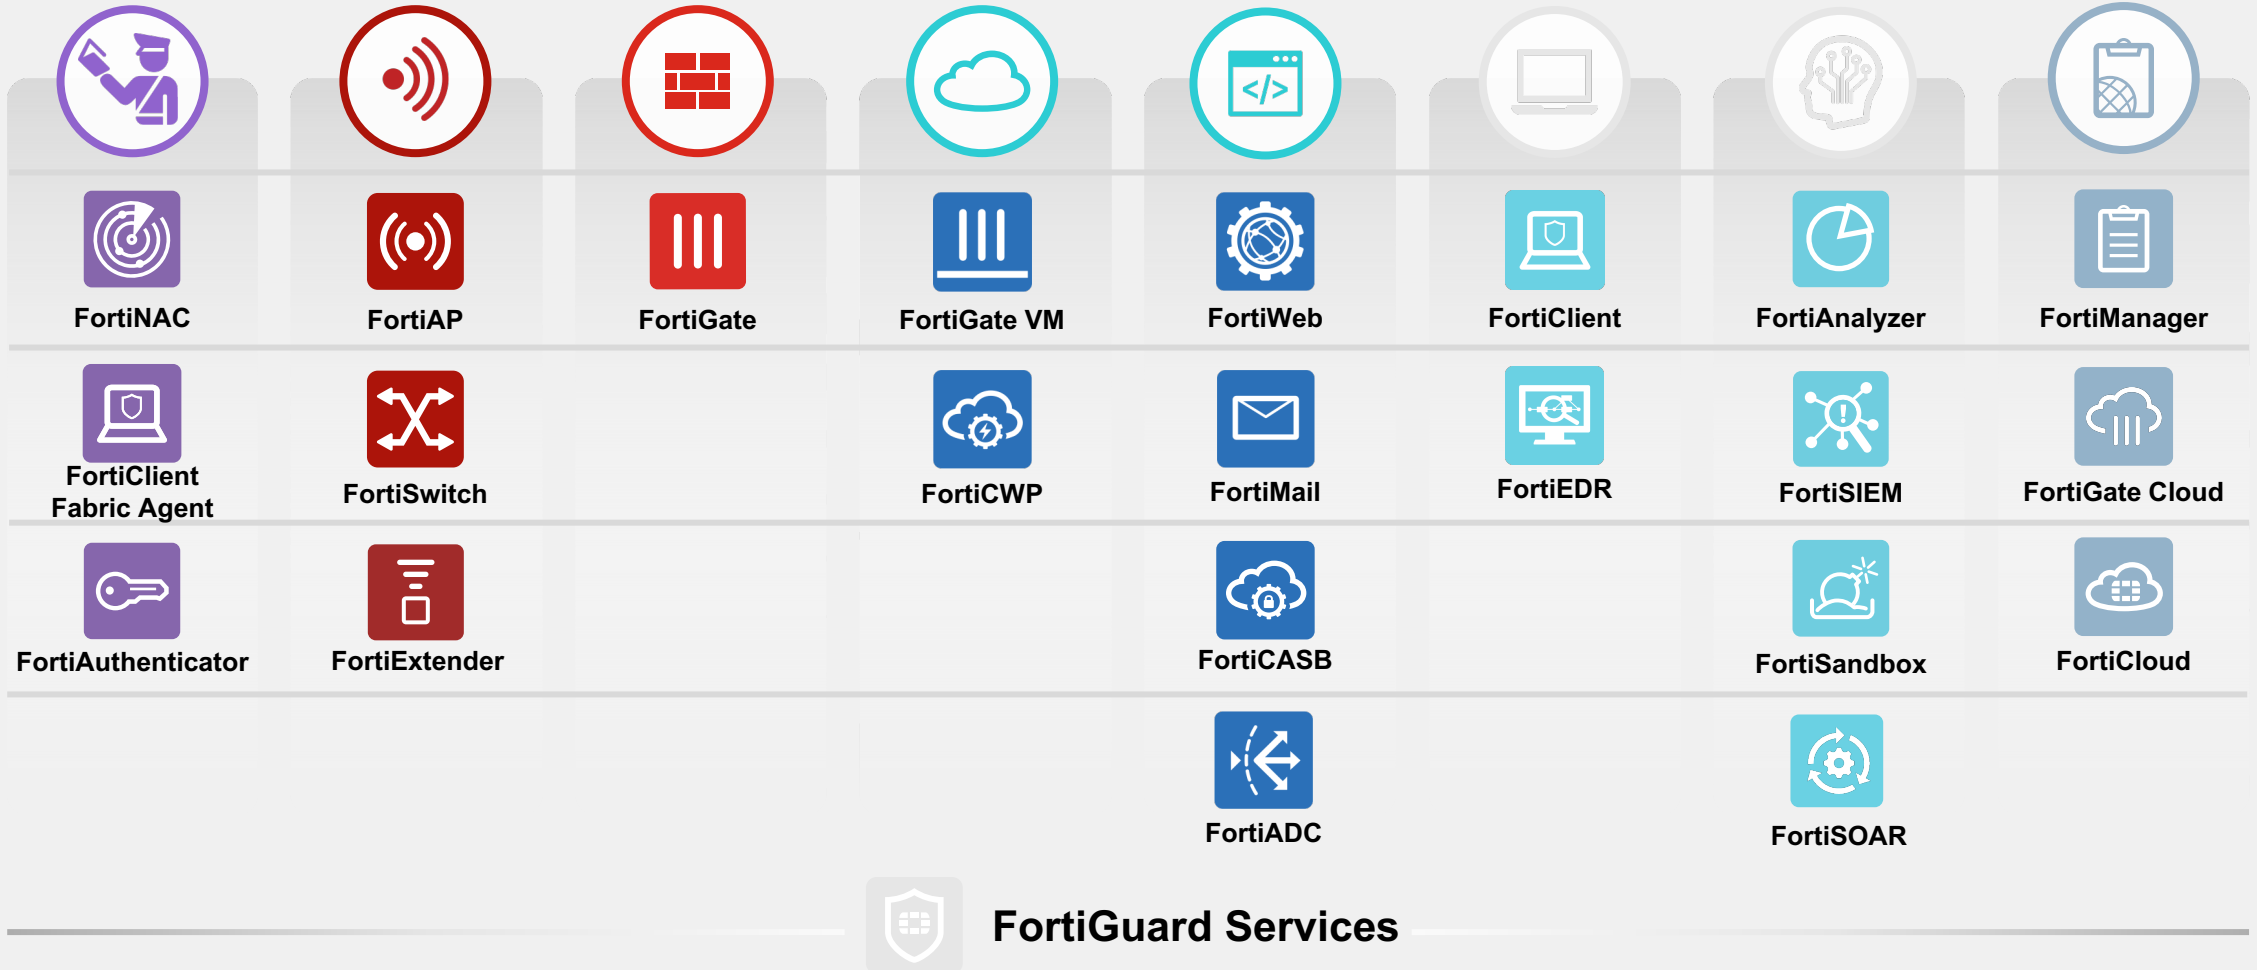 </>
FortiNAC
FortiAP
FortiGate
FortiGate VM
FortiWeb
FortiClient
FortiAnalyzer
FortiManager
FortiClient
Fabric Agent
FortiSwitch
FortiCWP
FortiMail
FortiEDR
FortiSIEM
FortiGate Cloud
FortiAuthenticator
FortiExtender
FortiCASB
FortiSandbox
FortiCloud
FortiADC
FortiSOAR
FortiGuard Services